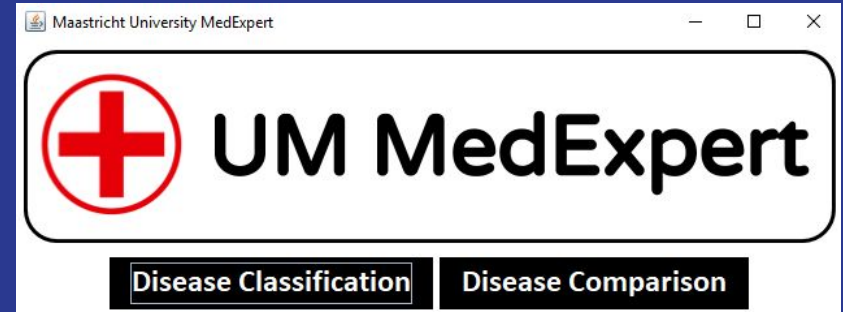 Maastricht University MedExpert
UM MedExpert
Disease Classification Disease Comparison